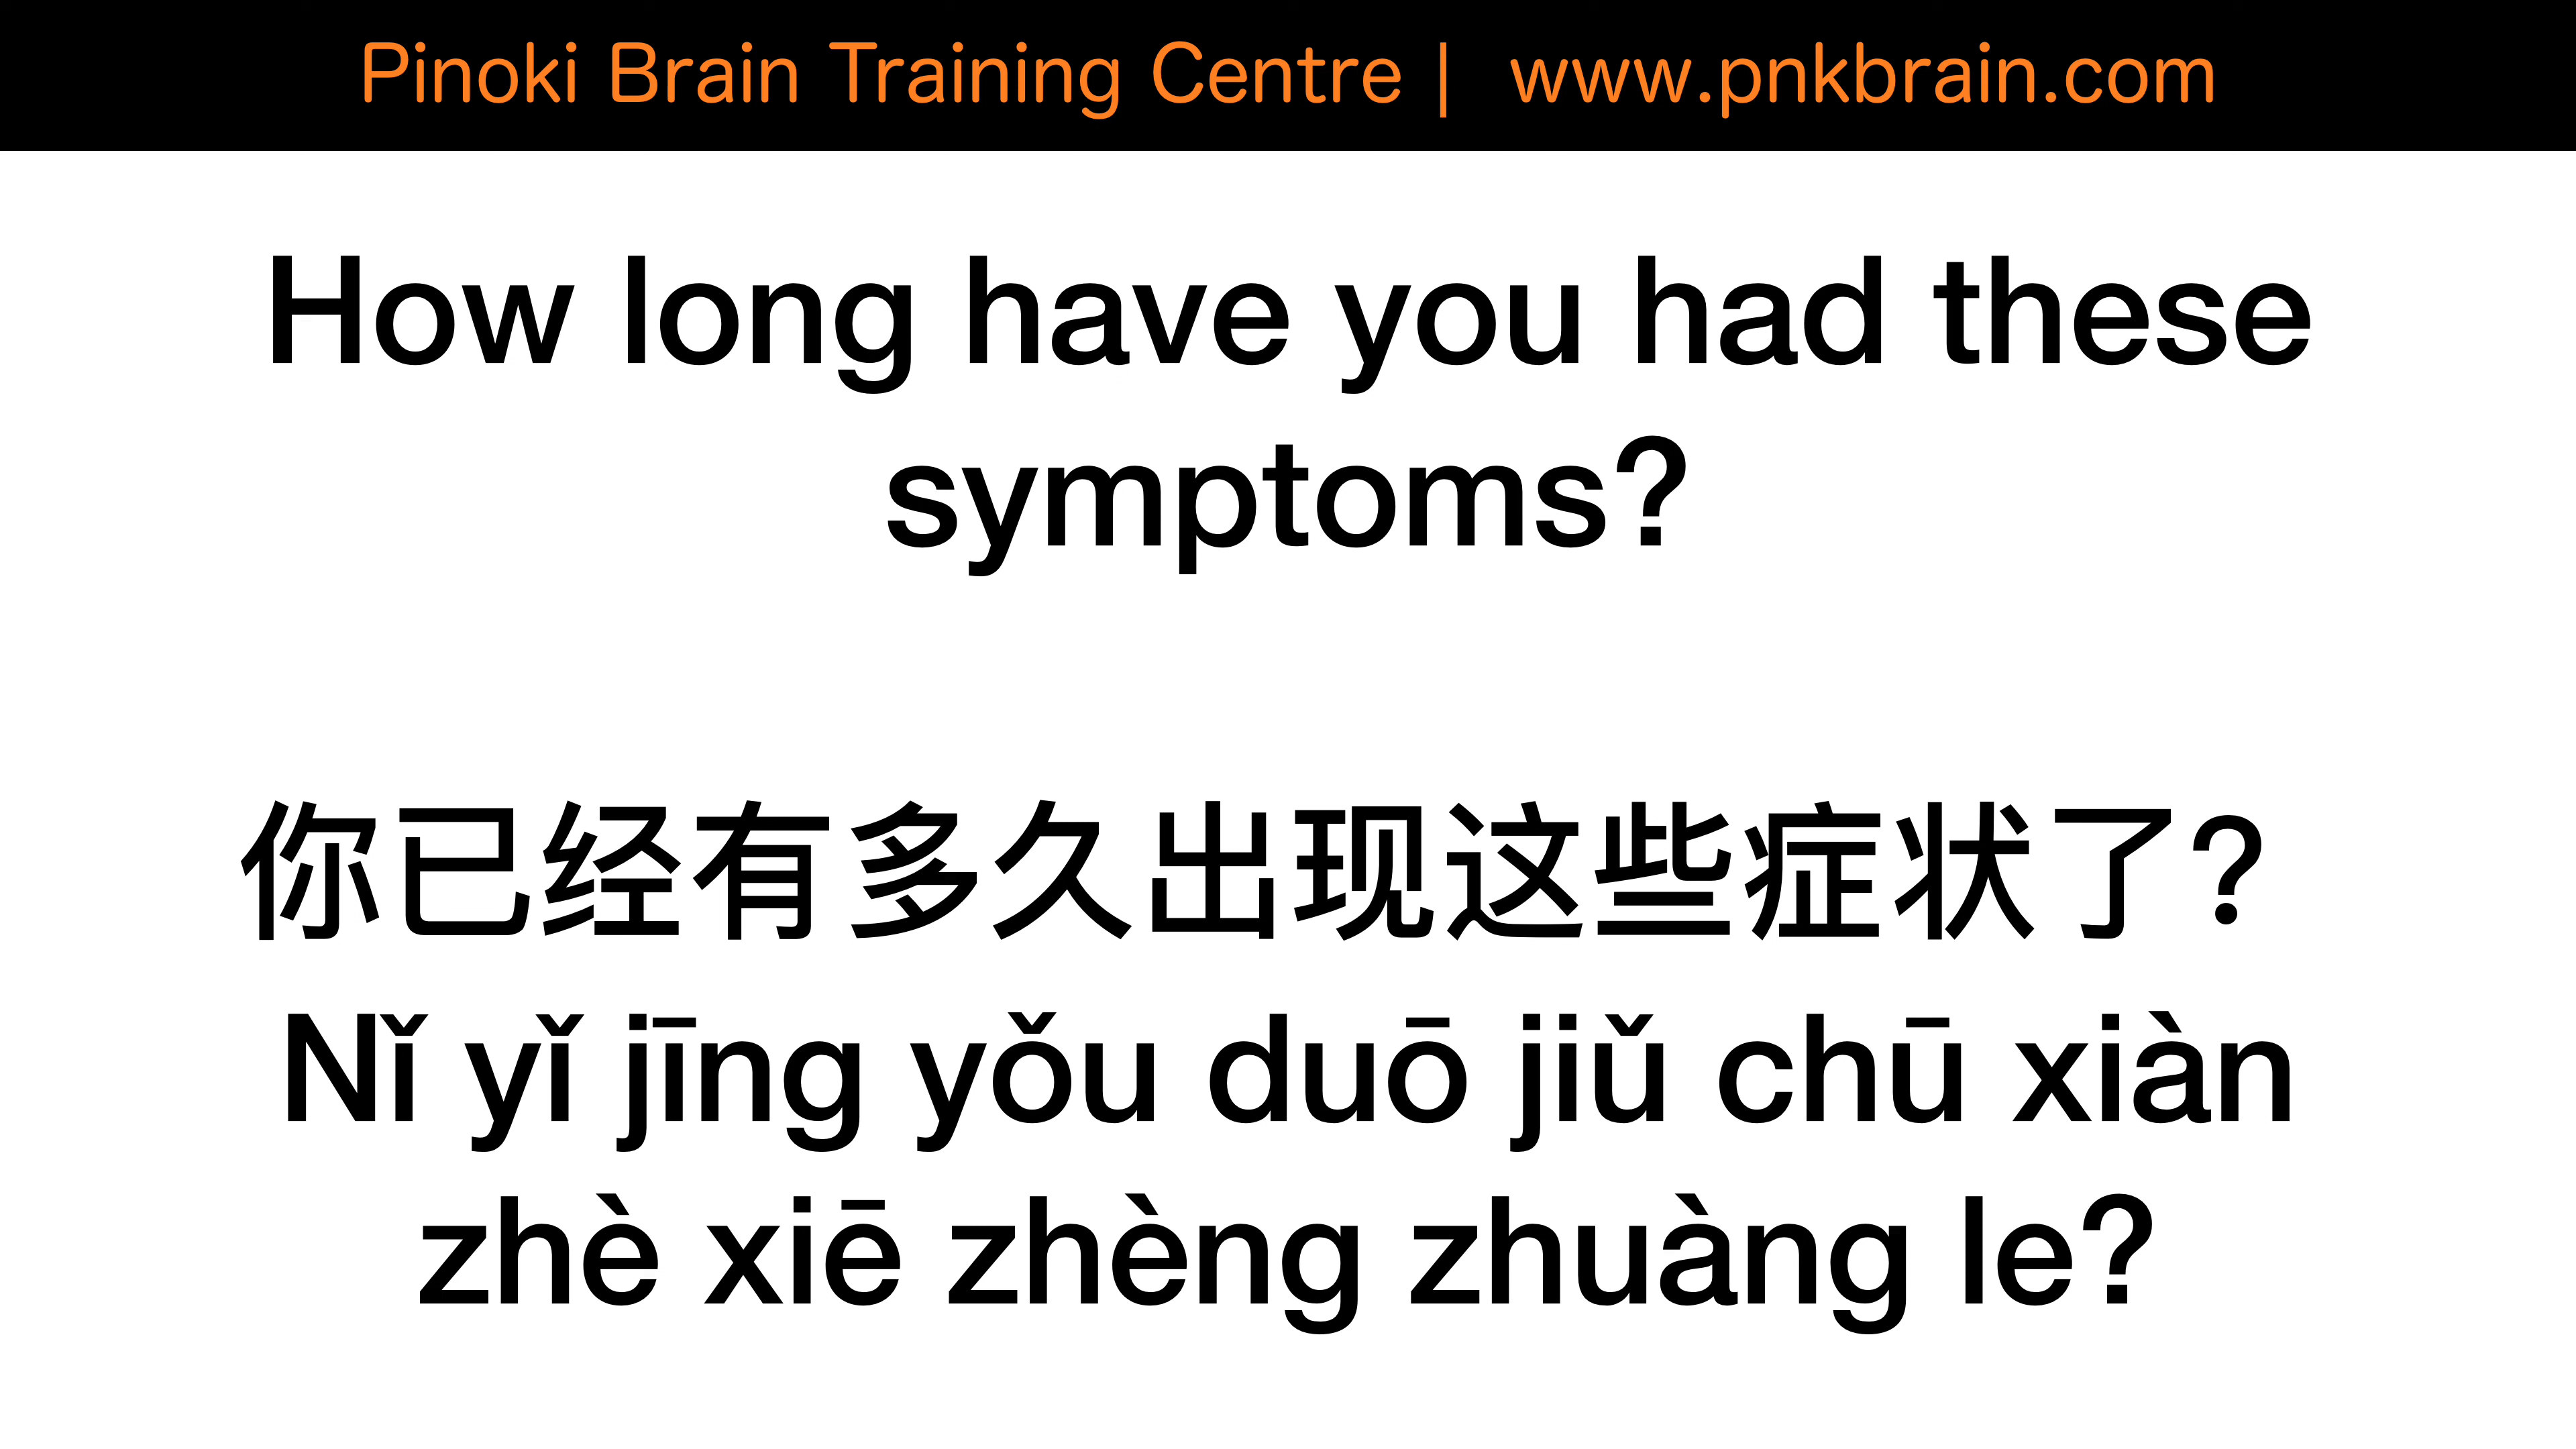 Pinoki Brain Training Centre | www.pnkbrain.com
How long have you had these
symptoms?
你已经有多久出现这些症状了？
Nǐ yǐ jīng yǒu duō jiǔ chū xiàn
zhè xiē zhèng zhuàng le?